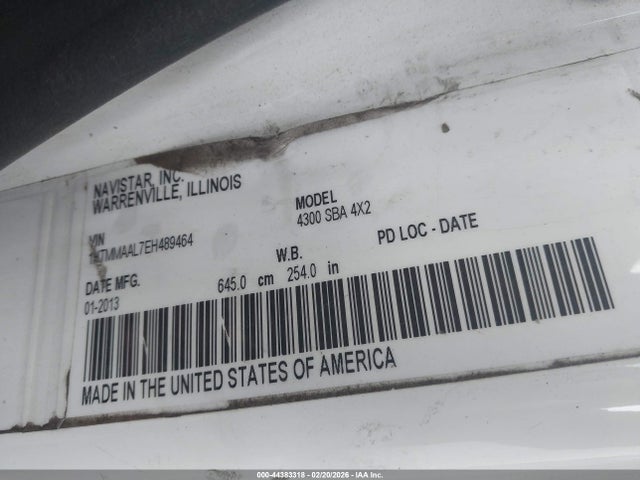 NAVISTAR, INC.
WARRENVILLE, ILLINOIS
MODEL
4300 SBA 4X2
VIN
1HTMMAAL7EH489464
W.B.
PD LOC - DATE
DATE MFG.
645.0 cm 254.0 in
01-2013
MADE IN THE UNITED STATES OF AMERICA
000-44383318 - 02/20/2026 - IAA Inc.